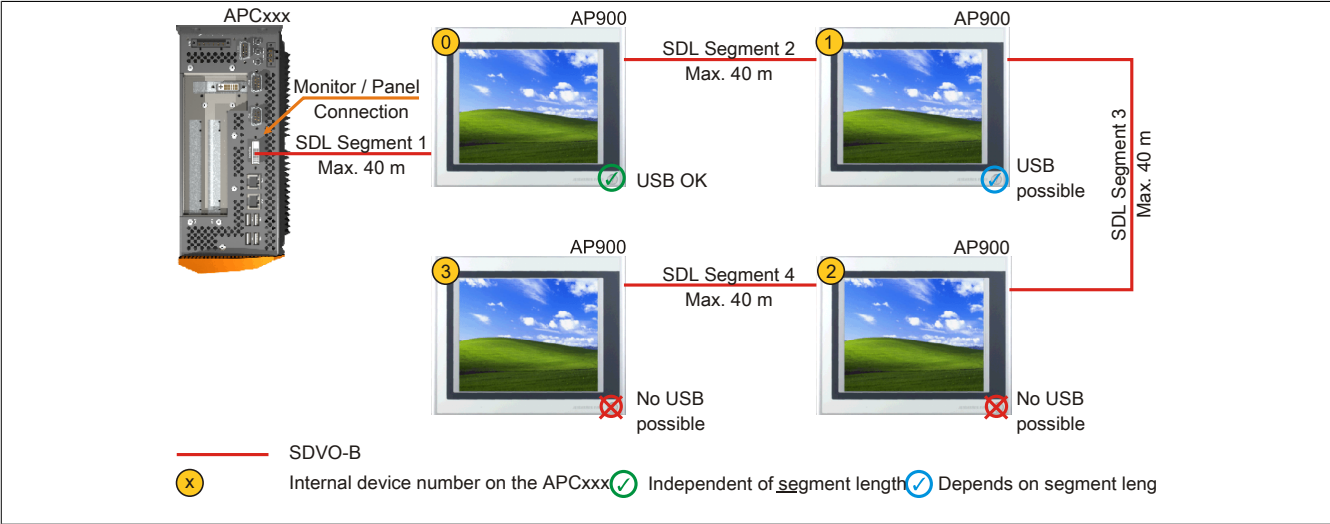 APCxxx
AP900
AP900
0
SDL Segment 2
Max. 40 m
1
Monitor / Panel
Connection
SDL Segment 1
Max. 40 m
USB OK
USB
possible
SDL Segment 3
Max. 40 m
AP900
AP900
3
SDL Segment 4
Max. 40 m
2
No USB
possible
No USB
possible
SDVO-B
x
Internal device number on the APCxxx
Independent of segment length
Depends on segment leng